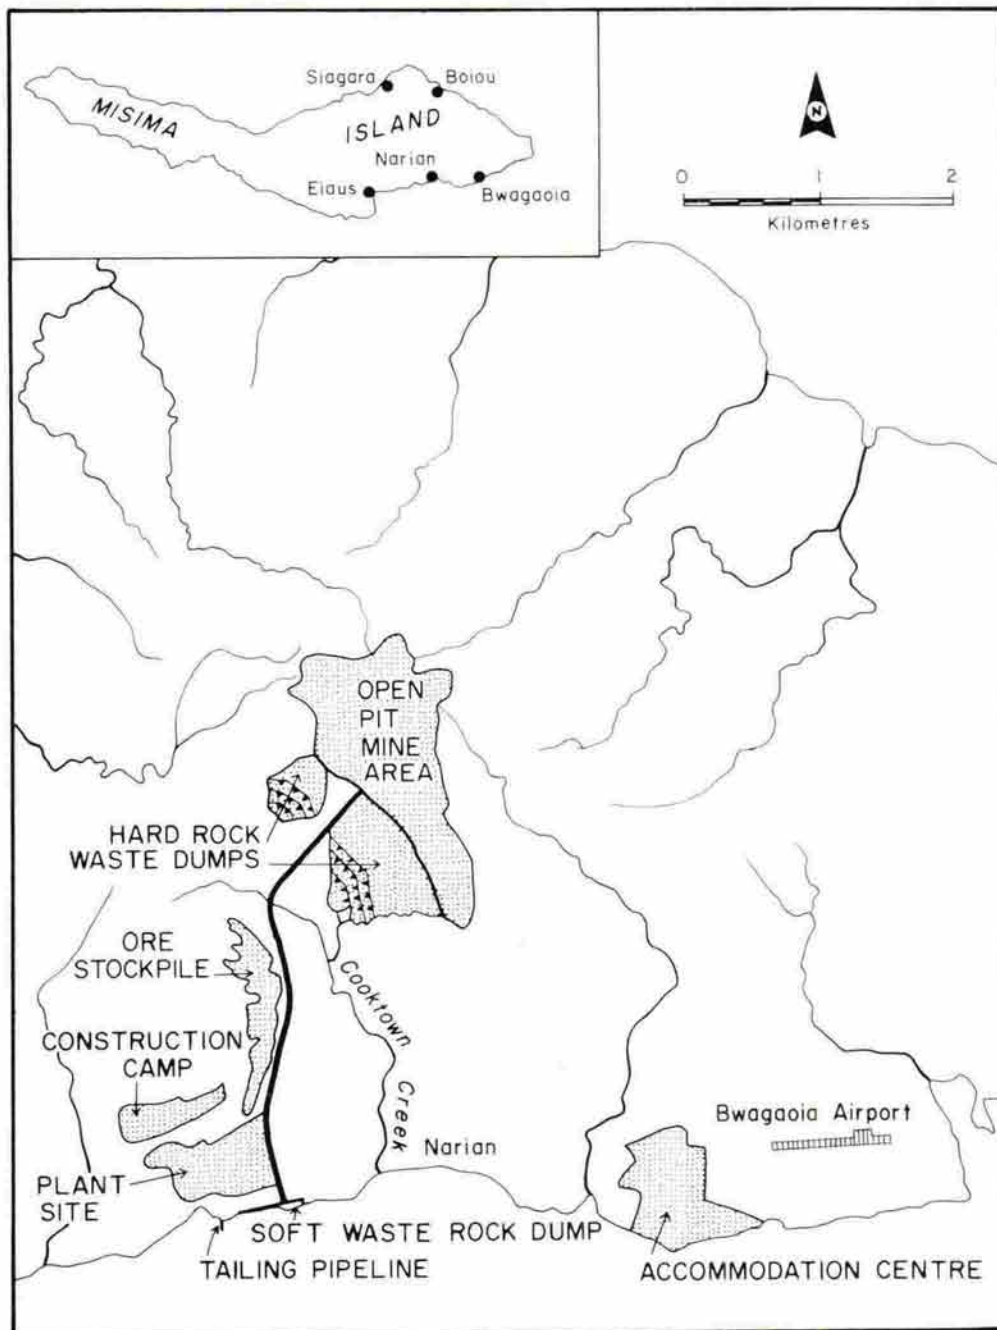 Siagara
Boiou
MISIMA
ISLAND
Narian
Eiaus
Bwagaoia
N
0 1 2
Kilometres
OPEN
PIT
MINE
AREA
HARD ROCK
WASTE DUMPS
ORE
STOCKPILE
Cooktown
Creek
CONSTRUCTION
CAMP
Bwagaoia Airport
Narian
PLANT
SITE
SOFT WASTE ROCK DUMP
TAILING PIPELINE
ACCOMMODATION CENTRE